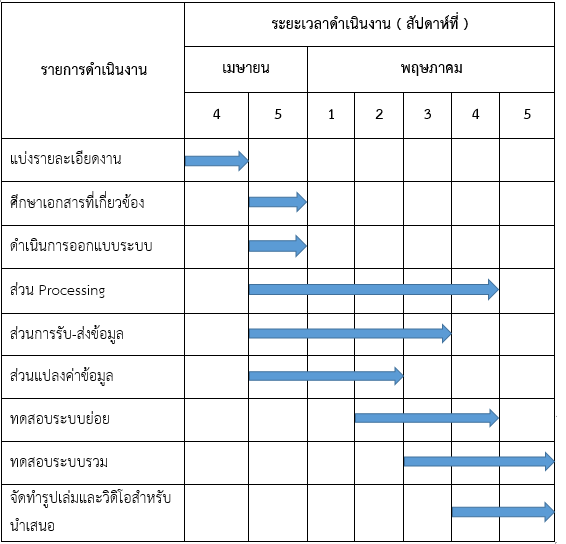 ระยะเวลาดำเนินงาน ( สัปดาห์ที่ )
รายการดำเนินงาน
เมษายน พฤษภาคม
4 5 1 2 3 4 5
แบ่งรายละเอียดงาน
ศึกษาเอกสารที่เกี่ยวข้อง
ดำเนินการออกแบบระบบ
ส่วน Processing
ส่วนการรับ-ส่งข้อมูล
ส่วนแปลงค่าข้อมูล
ทดสอบระบบย่อย
ทดสอบระบบรวม
จัดทำรูปเล่มและวิดิโอสำหรับ
นำเสนอ